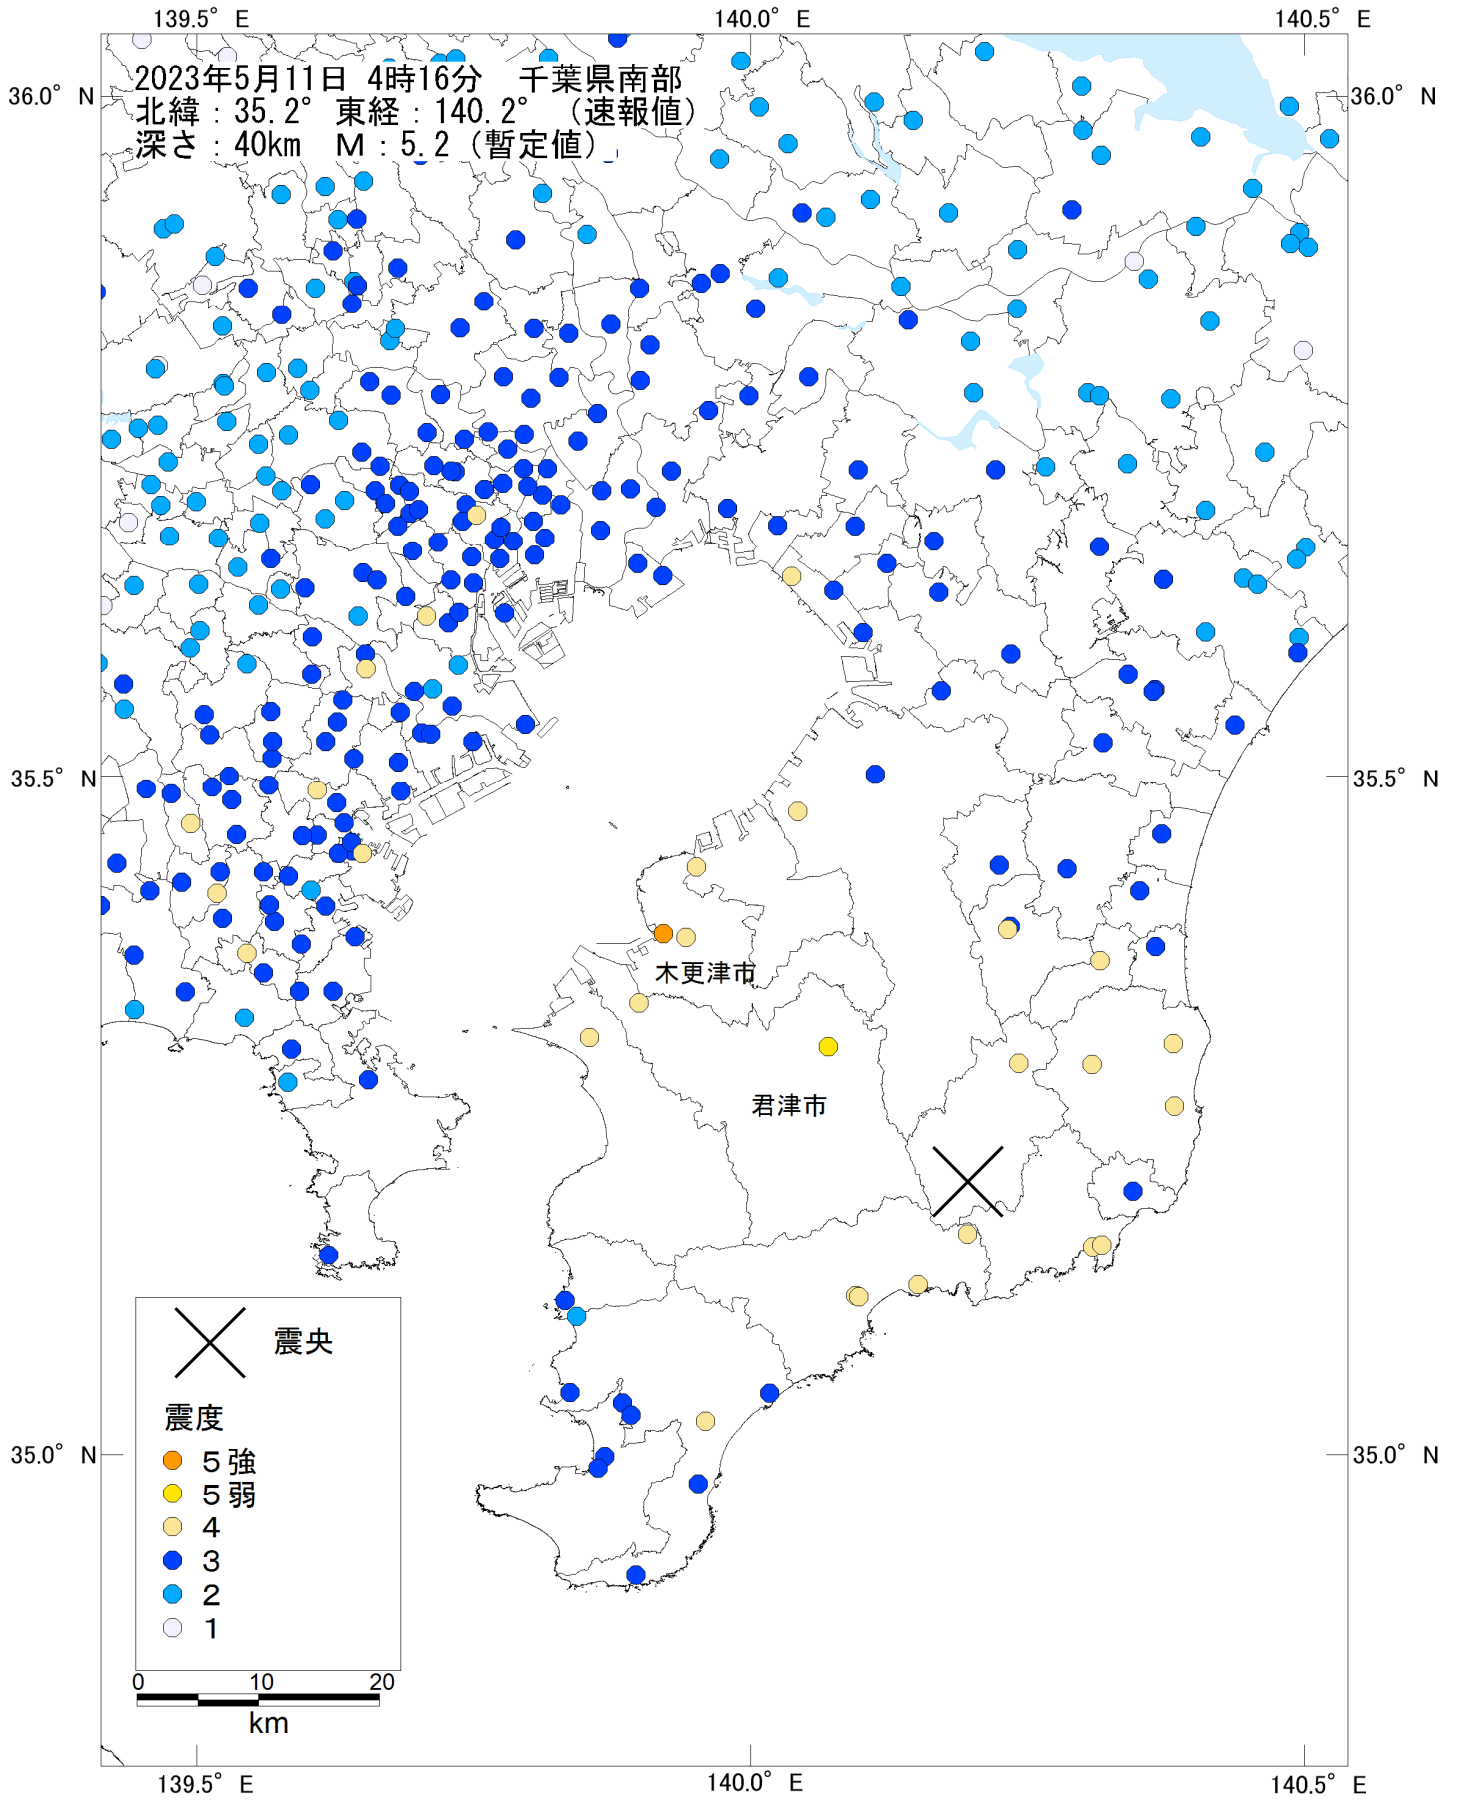 139.5° E 140.0° E 140.5° E
2023年5月11日 4時16分 千葉県南部
36.0° N 36.0° N
北緯：35.2° 東経：140.2° （速報値）
深さ：40km M：5.2（暫定値）
35.5° N 35.5° N
木更津市
君津市
震央
震度
5強
35.0° N 35.0° N
5弱
4
3
2
1
0 10 20
km
139.5° E 140.0° E 140.5° E